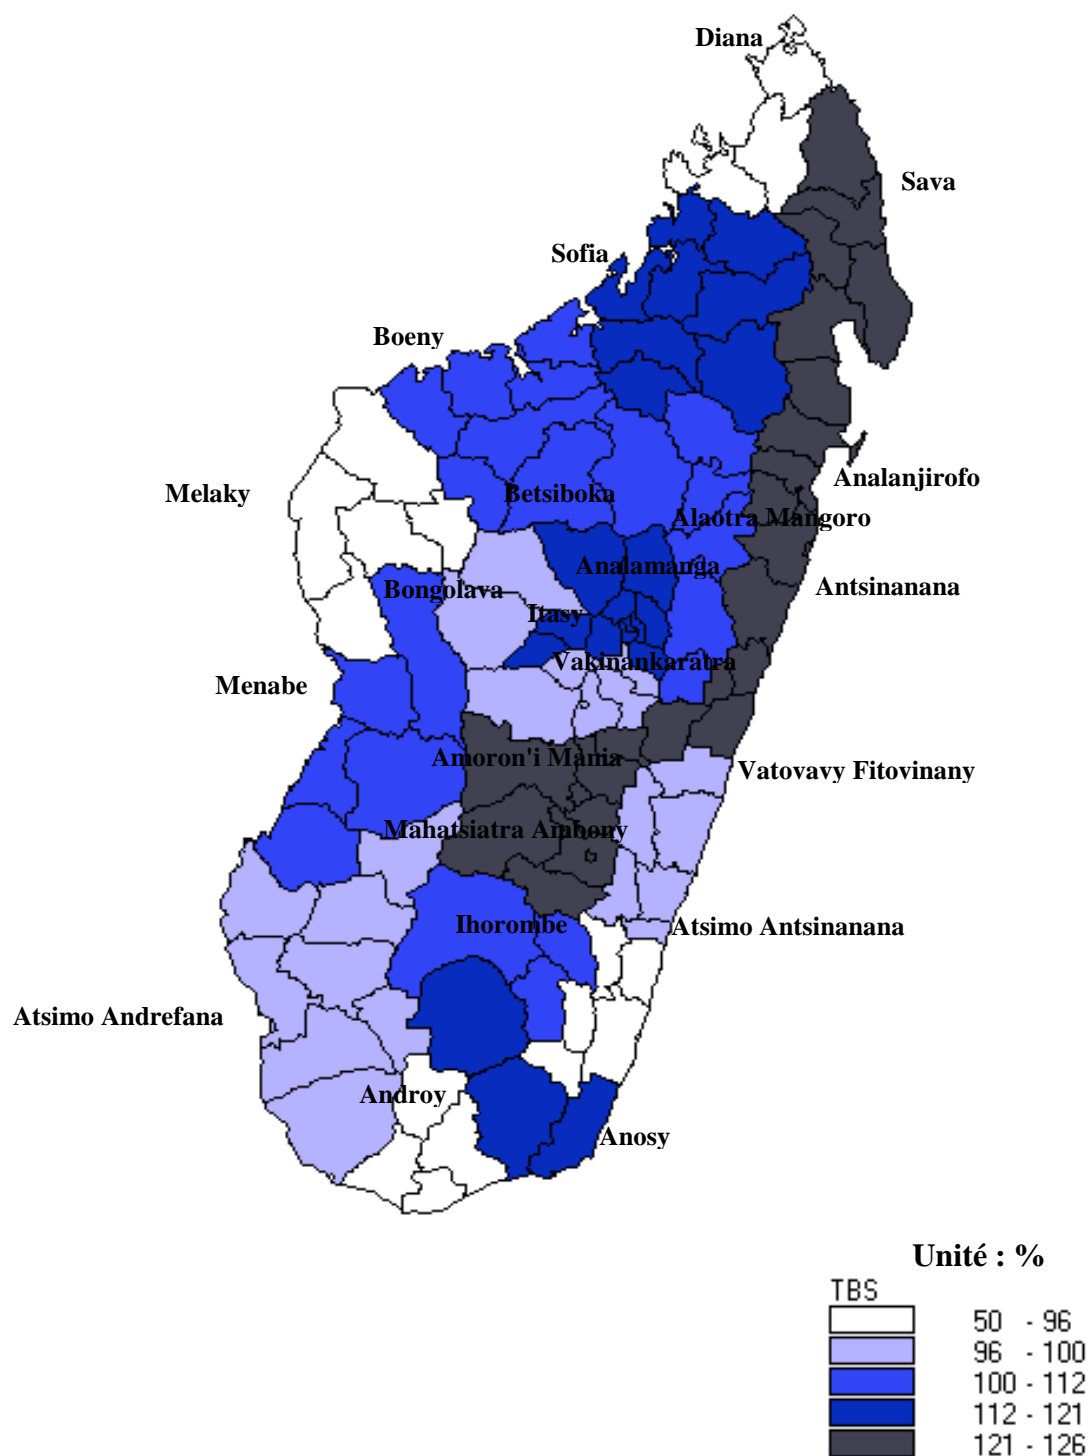 Diana
Sava
Sofia
Boeny
Analanjirofo
Melaky
Betsiboka
Alaotra Mangoro
Analamanga
Antsinanana
Bongolava
Itasy
Vakinankaratra
Menabe
Amoron'i Mania
Vatovavy Fitovinany
Mahatsiatra Ambony
Ihorombe
Atsimo Antsinanana
Atsimo Andrefana
Androy
Anosy
Unité : %
TBS
50 - 96
96 - 100
100 - 112
112 - 121
121 - 126